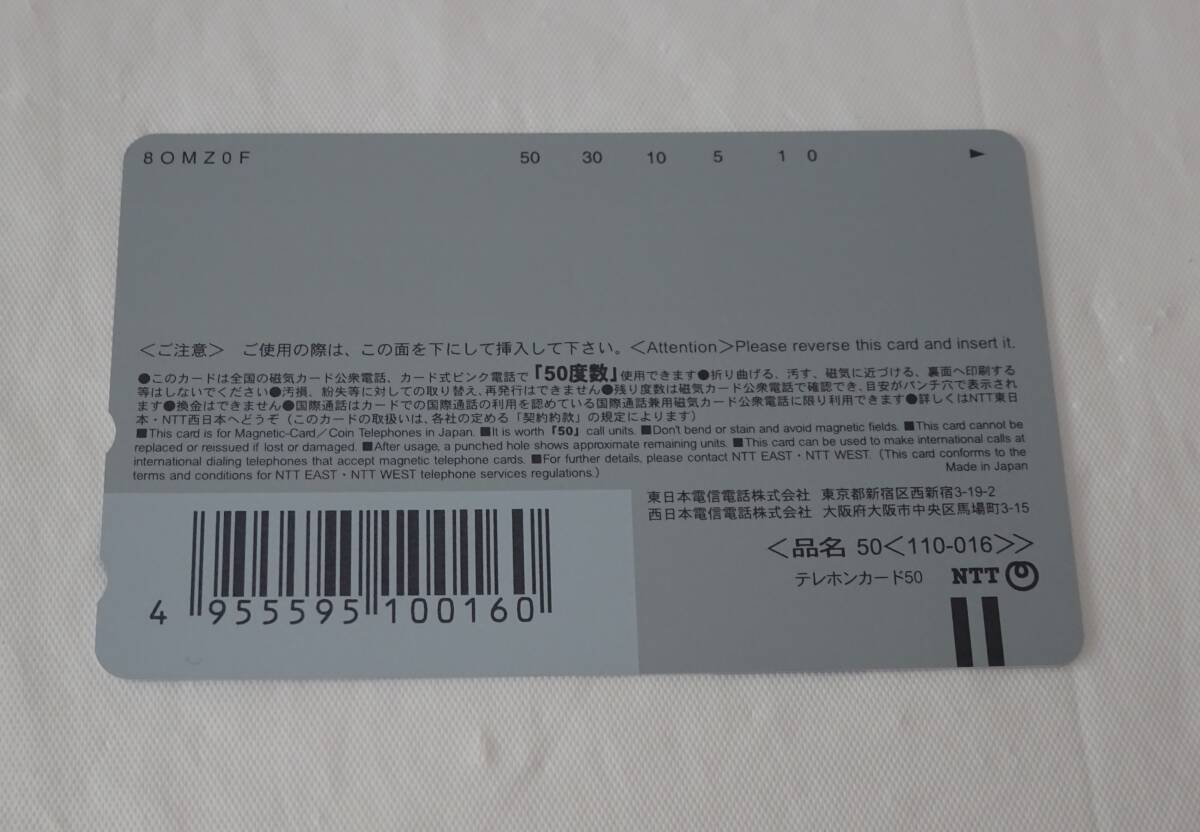 8OMZ0F 50 30 10 5 1 0 ►
＜ご注意＞ ご使用の際は、この面を下にして挿入して下さい。＜Attention＞Please reverse this card and insert it.
●このカードは全国の磁気カード公衆電話、カード式ピンク電話で「50度数」使用できます●折り曲げる、汚す、磁気に近づける、裏面へ印刷する
等はしないでください●汚損、紛失等に対しての取り替え、再発行はできません●残り度数は磁気カード公衆電話で確認でき、目安がパンチ穴で表示され
ます●換金はできません●国際通話はカードでの国際通話の利用を認めている国際通話兼用磁気カード公衆電話に限り利用できます●詳しくはNTT東日
本・NTT西日本へどうぞ（このカードの取扱いは、各社の定める「契約約款」の規定によります）
■This card is for Magnetic-Card／Coin Telephones in Japan. ■It is worth「50」call units. ■Don't bend or stain and avoid magnetic fields. ■This card cannot be
replaced or reissued if lost or damaged. ■After usage, a punched hole shows approximate remaining units. ■This card can be used to make international calls at
international dialing telephones that accept magnetic telephone cards. ■For further details, please contact NTT EAST・NTT WEST. (This card conforms to the
terms and conditions for NTT EAST・NTT WEST telephone services regulations.)
Made in Japan
東日本電信電話株式会社 東京都新宿区西新宿3-19-2
西日本電信電話株式会社 大阪府大阪市中央区馬場町3-15
＜品名 50＜110-016＞＞
テレホンカード50 NTT
4 955595 100160